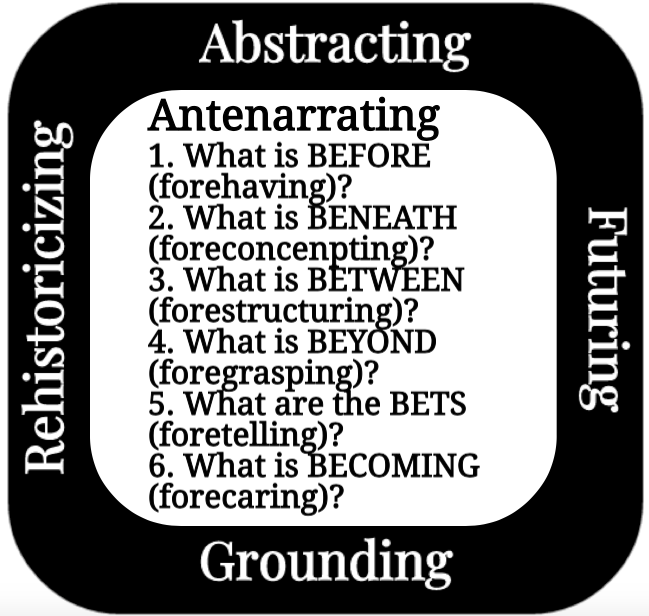 Abstracting
Rehistoricizing
Antenarrating
1. What is BEFORE
(forehaving)?
2. What is BENEATH
(foreconcenpting)?
3. What is BETWEEN
(forestructuring)?
4. What is BEYOND
(foregrasping)?
5. What are the BETS
(foretelling)?
6. What is BECOMING
(forecaring)?
Futuring
Grounding